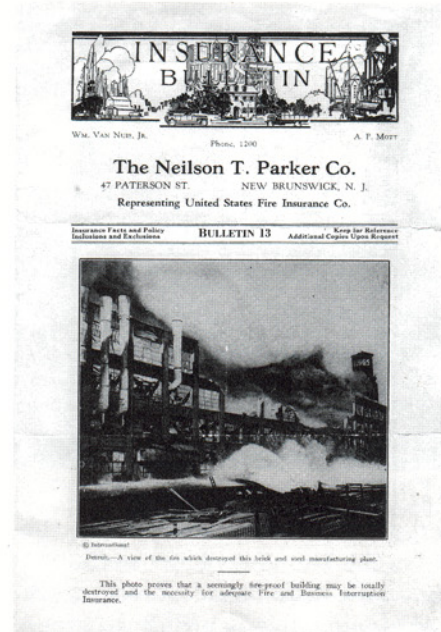 INSURANCE
BULLETIN
WM. VAN NUIS, JR.
Phone, 1200
A. F. MOTT
The Neilson T. Parker Co.
47 PATERSON ST. NEW BRUNSWICK, N. J.
Representing United States Fire Insurance Co.
Insurance Facts and Policy
Inclusions and Exclusions
BULLETIN 13
Keep for Reference
Additional Copies Upon Request
© International
Detroit.—A view of the fire which destroyed this brick and steel manufacturing plant.
This photo proves that a seemingly fire-proof building may be totally
destroyed and the necessity for adequate Fire and Business Interruption
Insurance.